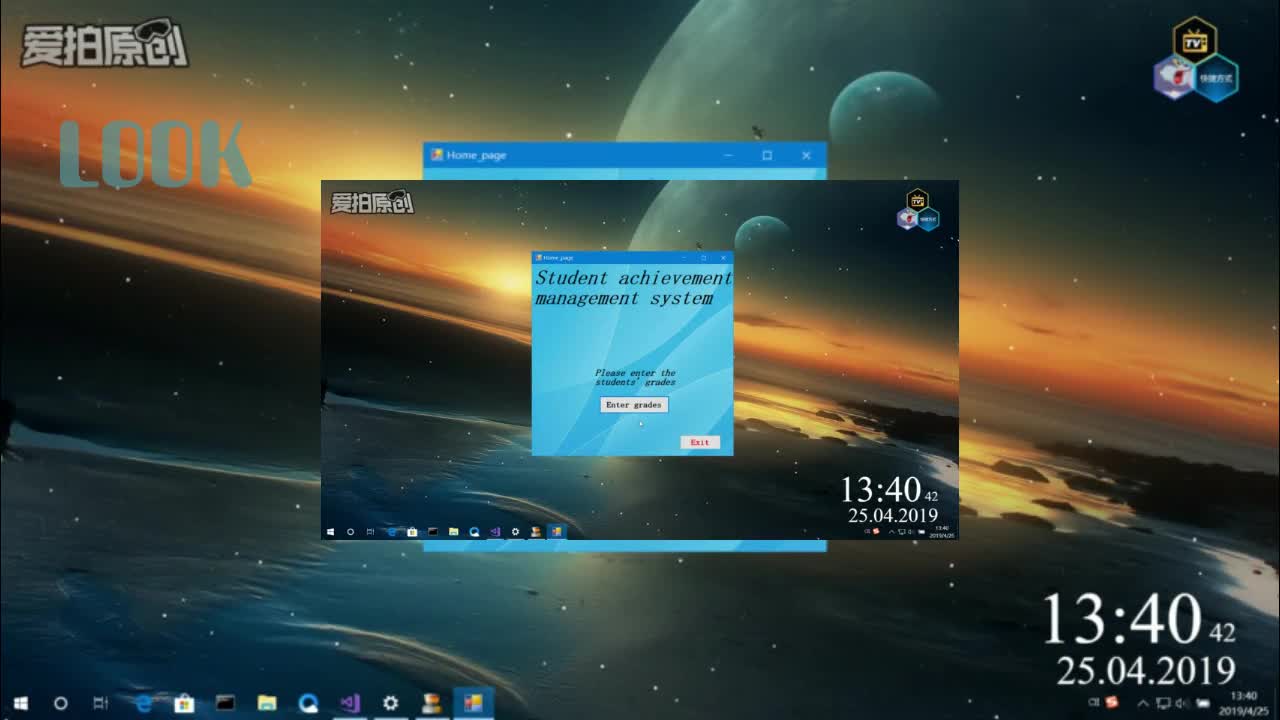 爱拍原创
TV
快捷方式
LOOK
Home_page
爱拍原创
TV
快捷方式
Home_page
Student achievement
management system
Please enter the
students' grades
Enter grades
Exit
13:40 42
25.04.2019
13:40
2019/4/25
13:40 42
25.04.2019
13:40
2019/4/25